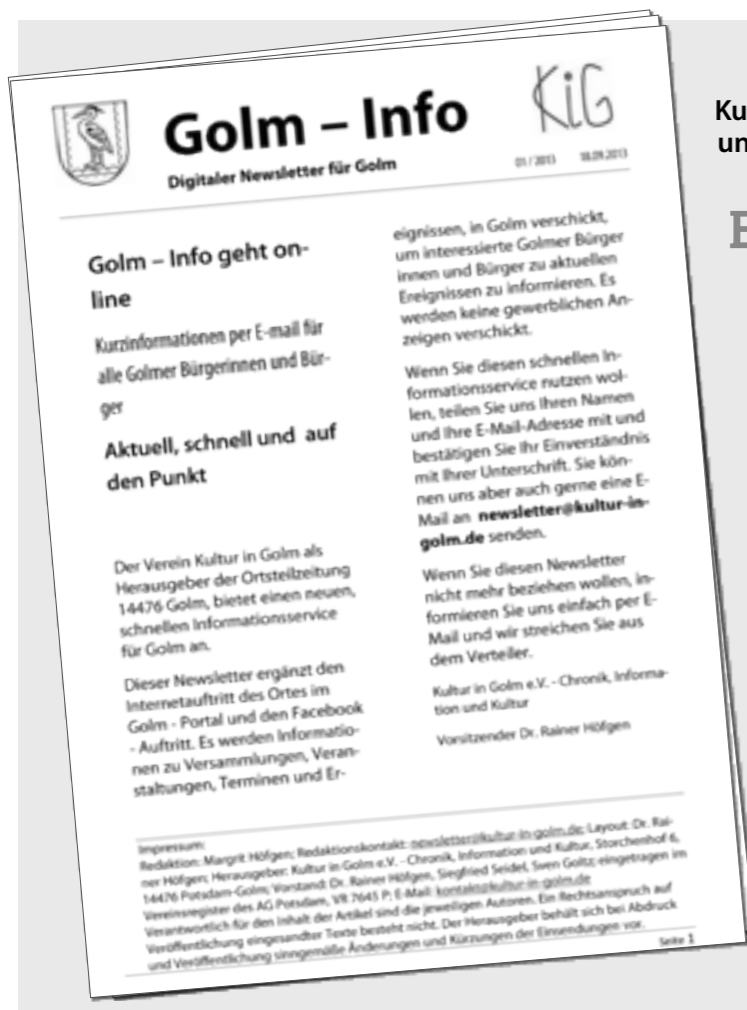 Golm – Info
KiG
Digitaler Newsletter für Golm
01 / 2013 18.09.2013
Golm – Info geht on-
line
Kurzinformationen per E-mail für
alle Golmer Bürgerinnen und Bür-
ger
Aktuell, schnell und auf
den Punkt
Der Verein Kultur in Golm als
Herausgeber der Ortsteilzeitung
14476 Golm, bietet einen neuen,
schnellen Informationsservice
für Golm an.
Dieser Newsletter ergänzt den
Internetauftritt des Ortes im
Golm - Portal und den Facebook
- Auftritt. Es werden Informatio-
nen zu Versammlungen, Veran-
staltungen, Terminen und Er-
eignissen, in Golm verschickt,
um interessierte Golmer Bürger
innen und Bürger zu aktuellen
Ereignissen zu informieren. Es
werden keine gewerblichen An-
zeigen verschickt.
Wenn Sie diesen schnellen In-
formationsservice nutzen wol-
len, teilen Sie uns Ihren Namen
und Ihre E-Mail-Adresse mit und
bestätigen Sie Ihr Einverständnis
mit Ihrer Unterschrift. Sie kön-
nen uns aber auch gerne eine E-
Mail an newsletter@kultur-in-
golm.de senden.
Wenn Sie diesen Newsletter
nicht mehr beziehen wollen, in-
formieren Sie uns einfach per E-
Mail und wir streichen Sie aus
dem Verteiler.
Kultur in Golm e.V. - Chronik, Informa-
tion und Kultur
Vorsitzender Dr. Rainer Höfgen
Impressum:
Redaktion: Margrit Höfgen; Redaktionskontakt: newsletter@kultur-in-golm.de; Layout: Dr. Rai-
ner Höfgen; Herausgeber: Kultur in Golm e.V. - Chronik, Information und Kultur, Storchenhof 6,
14476 Potsdam-Golm; Vorstand: Dr. Rainer Höfgen, Siegfried Seidel, Sven Goltz; eingetragen im
Vereinsregister des AG Potsdam, VR 7645 P; E-Mail: kontakt@kultur-in-golm.de
Verantwortlich für den Inhalt der Artikel sind die jeweiligen Autoren. Ein Rechtsanspruch auf
Veröffentlichung eingesandter Texte besteht nicht. Der Herausgeber behält sich bei Abdruck
und Veröffentlichung sinngemäße Änderungen und Kürzungen der Einsendungen vor.
Seite 1
Ku
un
E